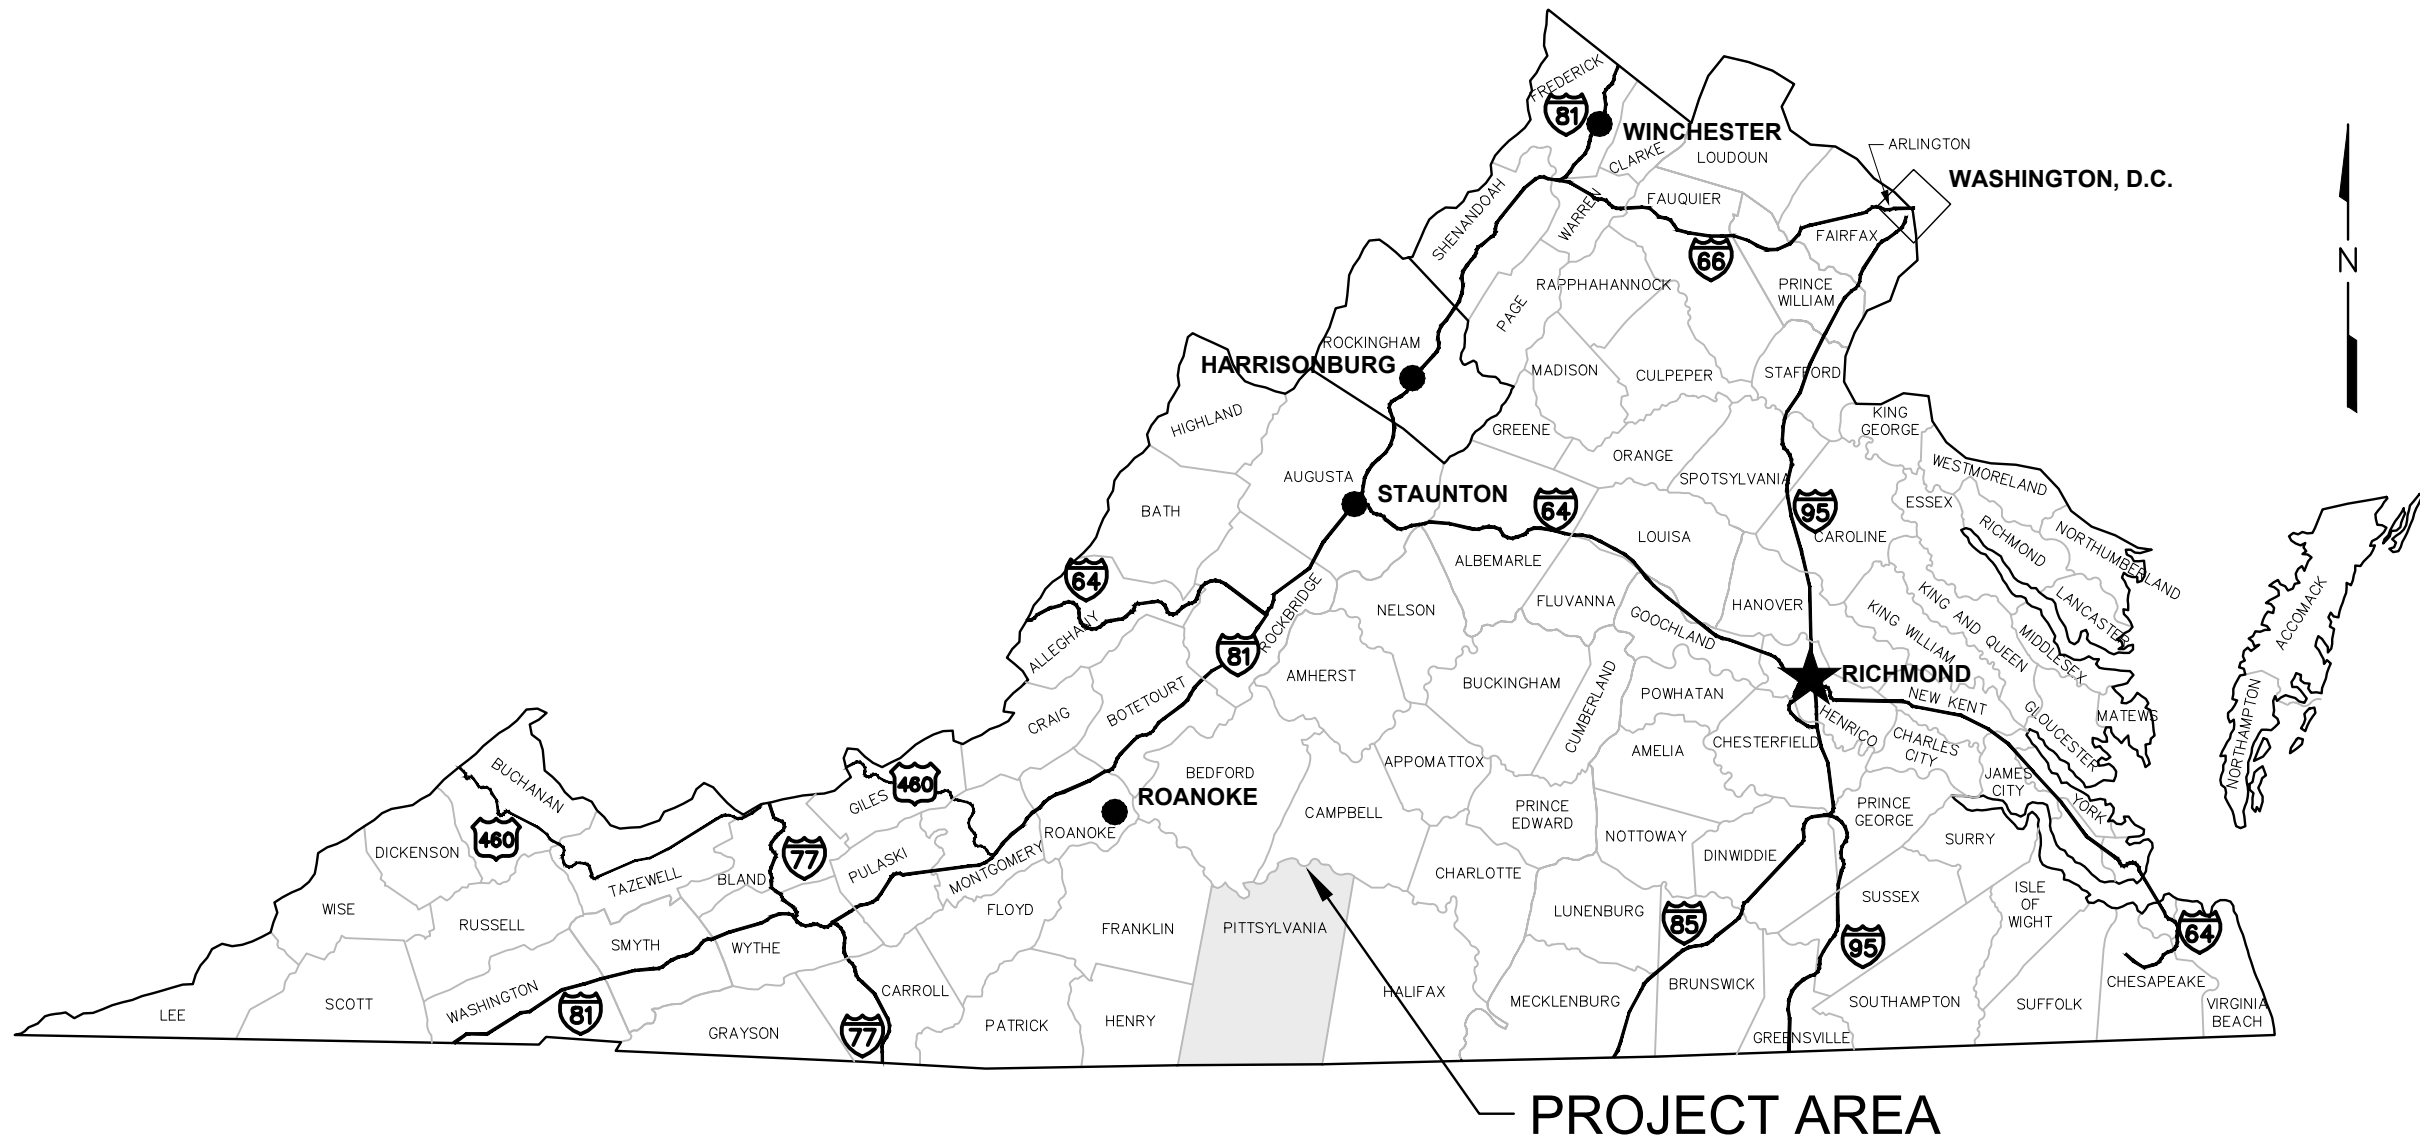 FREDERICK
81
WINCHESTER
CLARKE
LOUDOUN
ARLINGTON
WASHINGTON, D.C.
SHENANDOAH
WARREN
FAUQUIER
FAIRFAX
66
N
PAGE
RAPPHAHANNOCK
PRINCE
WILLIAM
ROCKINGHAM
HARRISONBURG
MADISON
CULPEPER
STAFFORD
HIGHLAND
GREENE
KING
GEORGE
ORANGE
AUGUSTA
SPOTSYLVANIA
WESTMORELAND
STAUNTON
64
95
ESSEX
BATH
LOUISA
CAROLINE
RICHMOND
NORTHUMBERLAND
64
ALBEMARLE
ROCKBRIDGE
NELSON
FLUVANNA
HANOVER
GOOCHLAND
KING WILLIAM
KING AND QUEEN
LANCASTER
MIDDLESEX
ACCOMACK
ALLEGHANY
81
AMHERST
BUCKINGHAM
CUMBERLAND
POWHATAN
RICHMOND
NEW KENT
CRAIG
BOTETOURT
HENRICO
GLOUCESTER
MATEWS
NORTHAMPTON
AMELIA
CHESTERFIELD
CHARLES
CITY
APPOMATTOX
BUCHANAN
BEDFORD
460
GILES
ROANOKE
JAMES
CITY
YORK
CAMPBELL
PRINCE
EDWARD
PRINCE
GEORGE
460
ROANOKE
NOTTOWAY
SURRY
DICKENSON
77
PULASKI
MONTGOMERY
DINWIDDIE
TAZEWELL
BLAND
CHARLOTTE
WISE
FLOYD
LUNENBURG
SUSSEX
ISLE
OF
WIGHT
RUSSELL
FRANKLIN
PITTSYLVANIA
85
95
64
SMYTH
WYTHE
CARROLL
HALIFAX
BRUNSWICK
CHESAPEAKE
SCOTT
WASHINGTON
81
MECKLENBURG
SOUTHAMPTON
SUFFOLK
VIRGINIA
BEACH
LEE
GRAYSON
77
PATRICK
HENRY
GREENSVILLE
PROJECT AREA